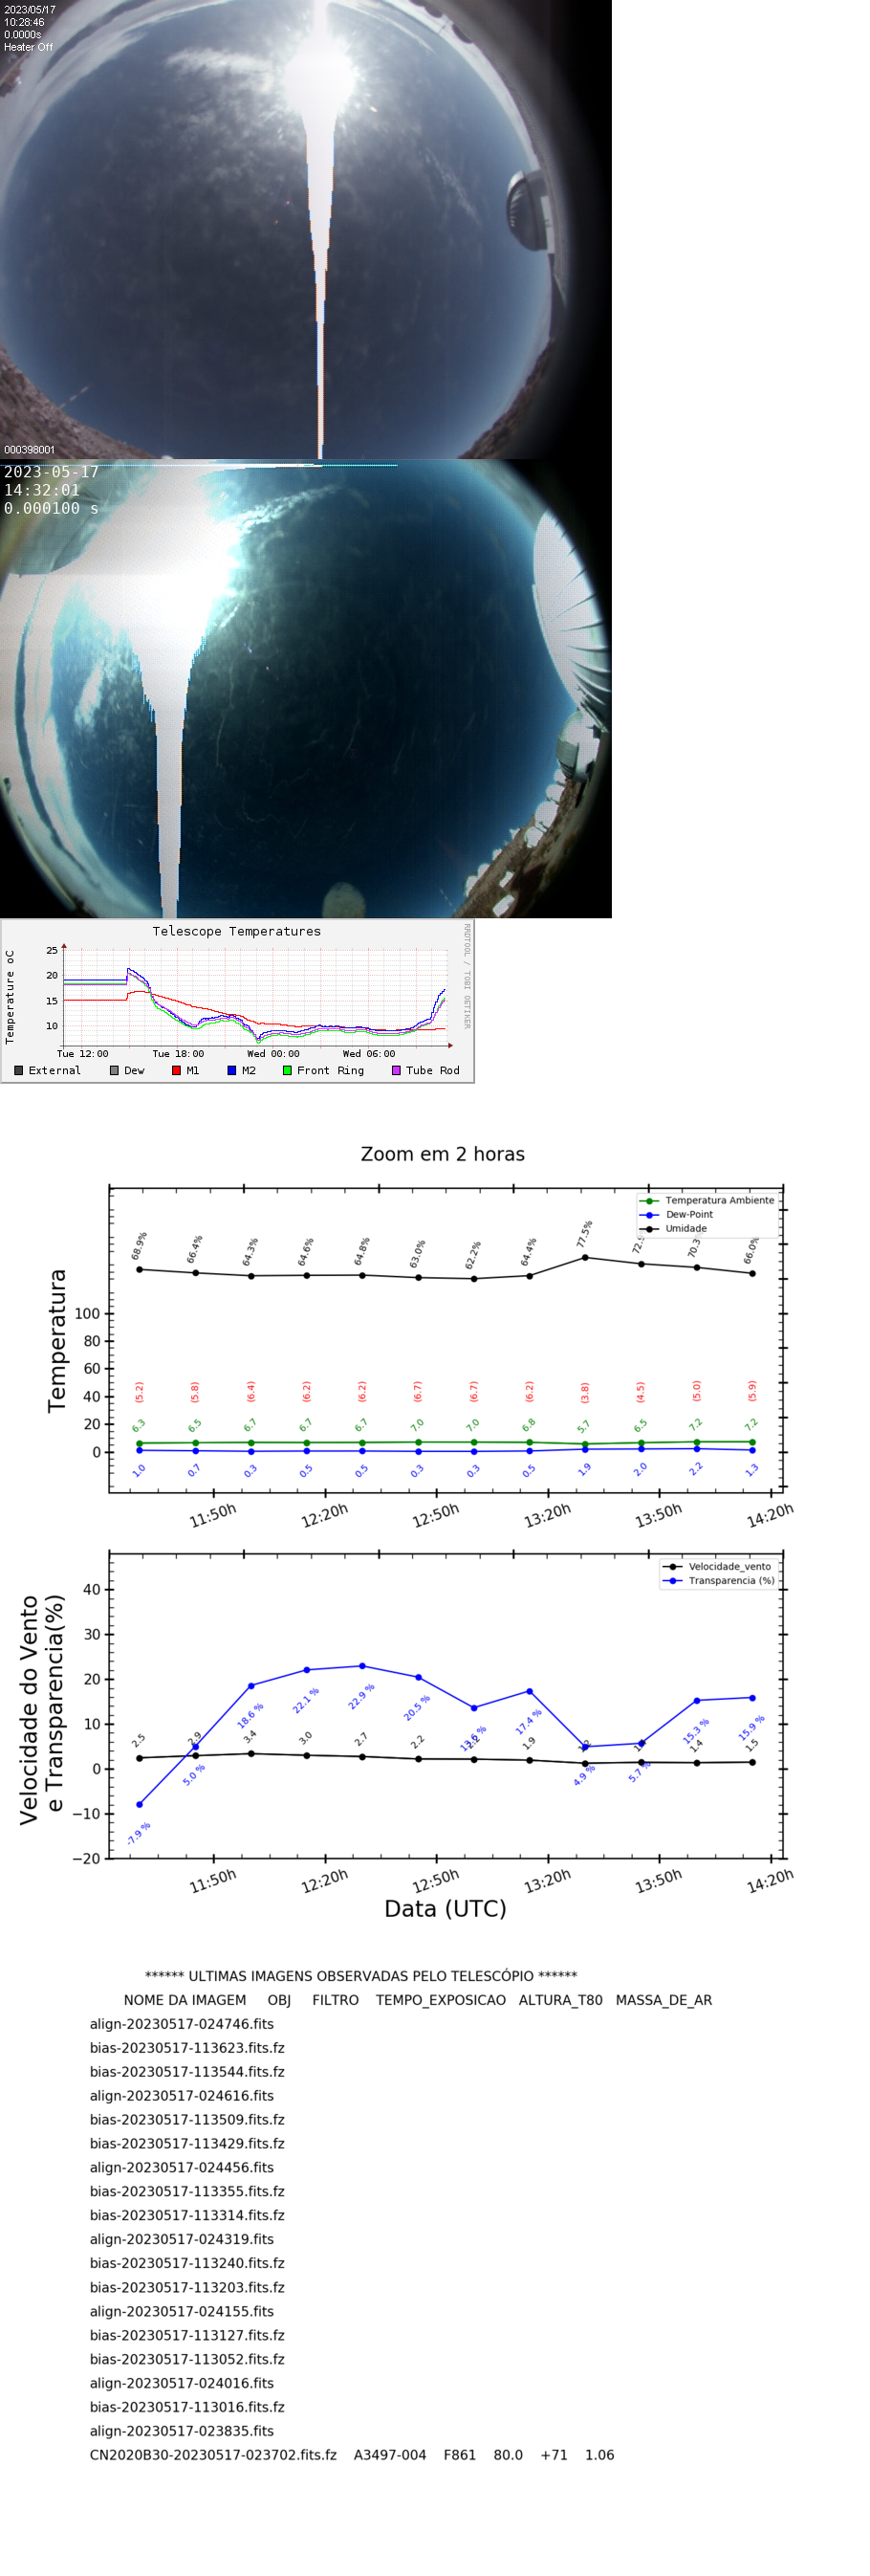 2023/05/17
10:28:46
0.0000s
Heater Off
000398001
2023-05-17
14:32:01
0.000100 s
Telescope Temperatures
RRDTOOL / TOBI OETIKER
Temperature oC
25
20
15
10
Tue 12:00 Tue 18:00 Wed 00:00 Wed 06:00
External Dew M1 M2 Front Ring Tube Rod
Zoom em 2 horas
Temperatura Ambiente
Dew-Point
Umidade
68.9% 66.4% 64.3% 64.6% 64.8% 63.0% 62.2% 64.4% 77.5% 66.0%
Temperatura
100
80
60
40
20
0
(5.2) (5.8) (6.4) (6.2) (6.2) (6.7) (6.7) (6.2) (3.8) (4.5) (5.0) (5.9)
6.3 6.5 6.7 6.7 6.7 7.0 7.0 6.8 5.7 6.5 7.2 7.2
1.0 0.7 0.3 0.5 0.5 0.3 0.3 0.5 1.9 2.0 2.2 1.3
11:50h 12:20h 12:50h 13:20h 13:50h 14:20h
Velocidade_vento
Transparencia (%)
Velocidade do Vento
e Transparencia(%)
40
30
20
10
0
−10
−20
2.5 2.9 3.4 3.0 2.7 2.2 2.2 1.9 1.4 1.5
-7.9 % 5.0 % 18.6 % 22.1 % 22.9 % 20.5 % 13.6 % 17.4 % 4.9 % 5.7 % 15.3 % 15.9 %
11:50h 12:20h 12:50h 13:20h 13:50h 14:20h
Data (UTC)
****** ULTIMAS IMAGENS OBSERVADAS PELO TELESCÓPIO ******
NOME DA IMAGEM OBJ FILTRO TEMPO_EXPOSICAO ALTURA_T80 MASSA_DE_AR
align-20230517-024746.fits
bias-20230517-113623.fits.fz
bias-20230517-113544.fits.fz
align-20230517-024616.fits
bias-20230517-113509.fits.fz
bias-20230517-113429.fits.fz
align-20230517-024456.fits
bias-20230517-113355.fits.fz
bias-20230517-113314.fits.fz
align-20230517-024319.fits
bias-20230517-113240.fits.fz
bias-20230517-113203.fits.fz
align-20230517-024155.fits
bias-20230517-113127.fits.fz
bias-20230517-113052.fits.fz
align-20230517-024016.fits
bias-20230517-113016.fits.fz
align-20230517-023835.fits
CN2020B30-20230517-023702.fits.fz A3497-004 F861 80.0 +71 1.06